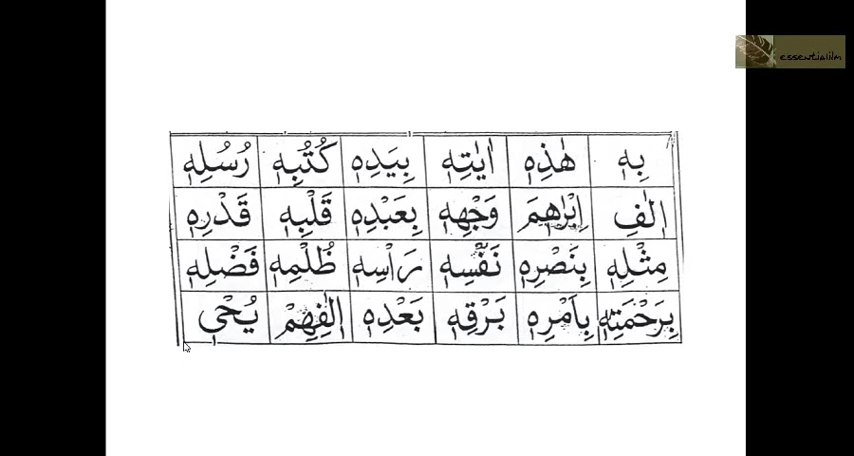 essentialilm
بِهٖ هٰذِهٖ اٰيٰتِهٖ بِيَدِهٖ كُتُبِهٖ رُسُلِهٖ
اٖلٰفِ اِبْرٰهٖمَ وَجْهِهٖ بِعَبْدِهٖ قَلْبِهٖ قَدْرِهٖ
مِثْلِهٖ بِنَصْرِهٖ نَفْسِهٖ رَاْسِهٖ ظُلْمِهٖ فَضْلِهٖ
بِرَحْمَتِهٖ بِاَمْرِهٖ بَرْقِهٖ بَعْدِهٖ اٖلٰفِهِمْ يُحْيٖ